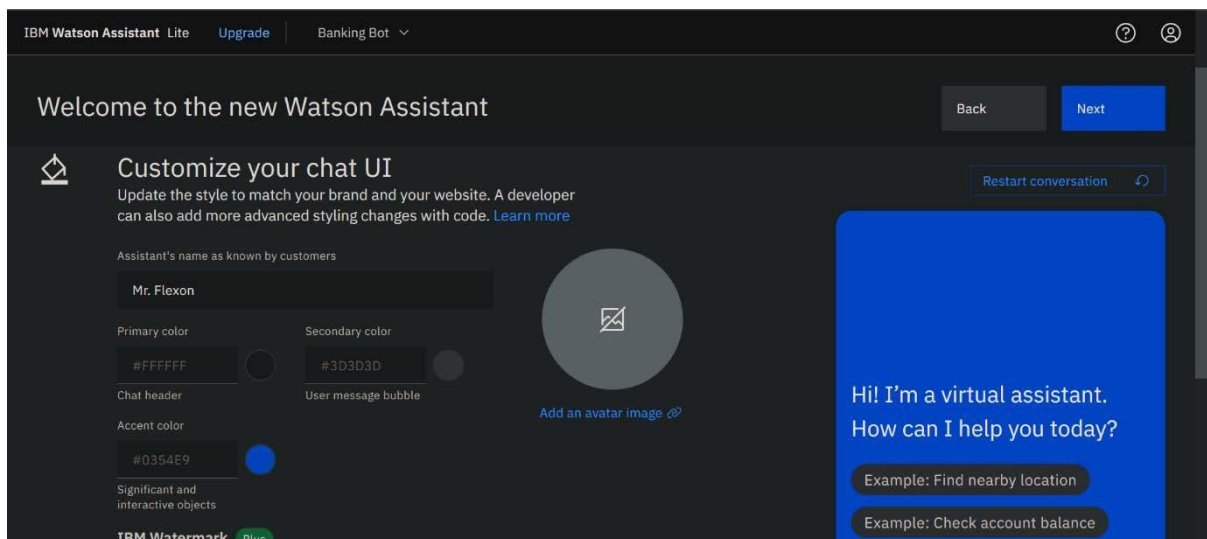 IBM Watson Assistant Lite Upgrade Banking Bot
Welcome to the new Watson Assistant
Back
Next
Customize your chat UI
Update the style to match your brand and your website. A developer
can also add more advanced styling changes with code. Learn more
Restart conversation
Assistant's name as known by customers
Mr. Flexon
Primary color
Secondary color
#FFFFFF
#3D3D3D
Chat header
User message bubble
Add an avatar image
Accent color
#0354E9
Significant and
interactive objects
IBM Watermark Plus
Hi! I'm a virtual assistant.
How can I help you today?
Example: Find nearby location
Example: Check account balance